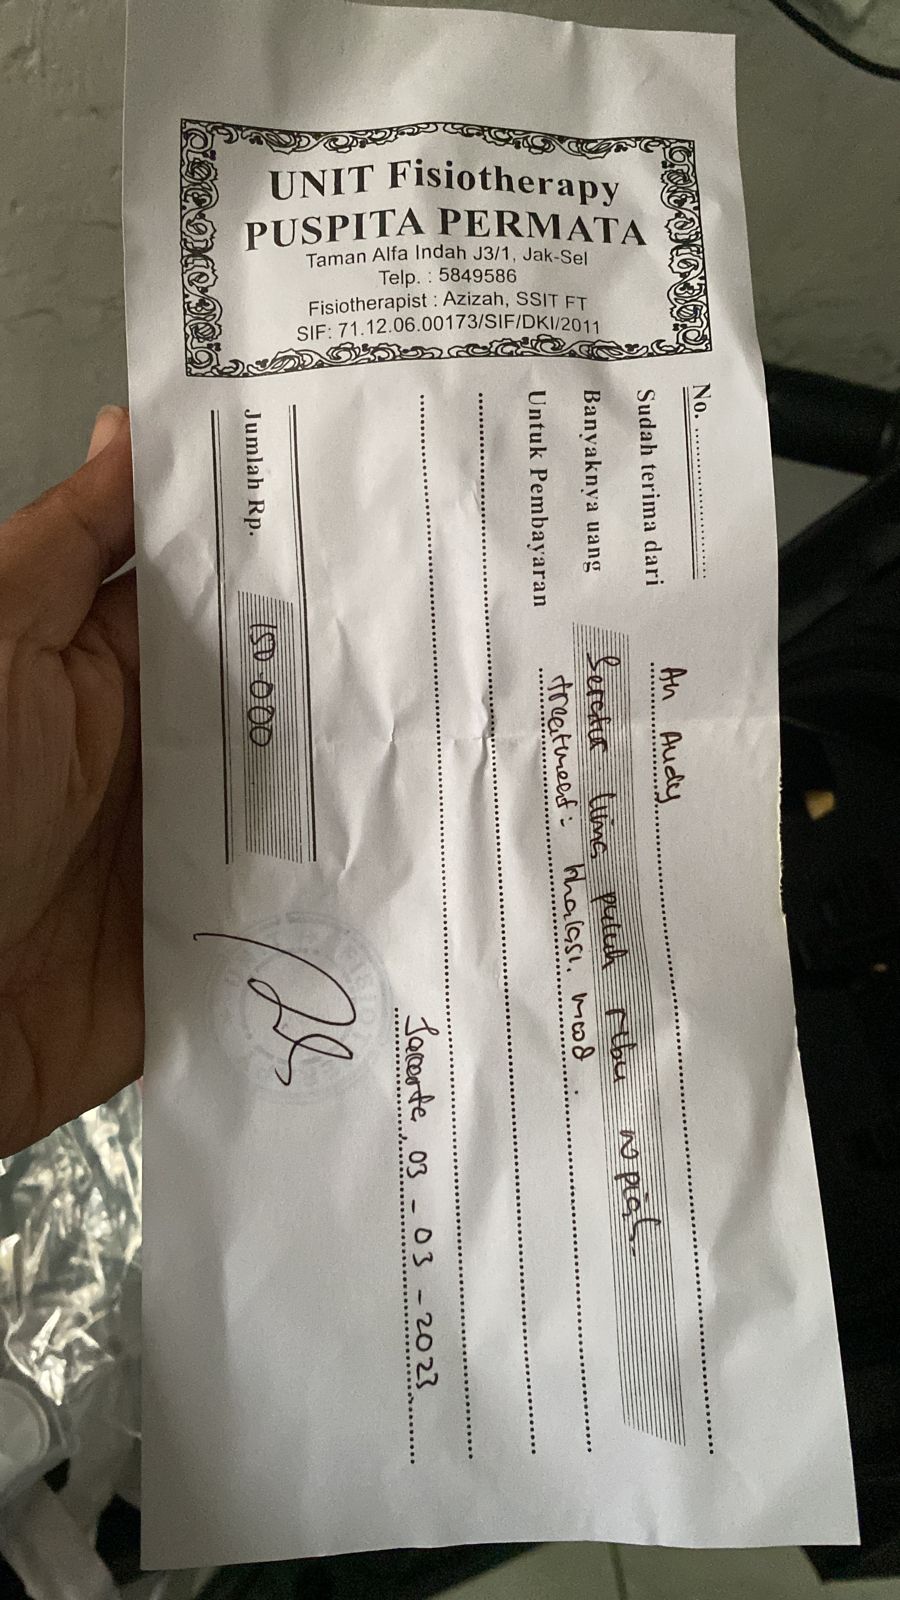 UNIT Fisiotherapy
PUSPITA PERMATA
Taman Alfa Indah J3/1, Jak-Sel
Telp. : 5849586
Fisiotherapist : Azizah, SSIT FT
SIF: 71.12.06.00173/SIF/DKI/2011
No. ....................
Sudah terima dari An Audy
Banyaknya uang Seratus lima puluh ribu rupiah-
Untuk Pembayaran treatment: Inhalasi. mood.
Jakarta, 03 - 03 - 2023
Jumlah Rp. 150.000